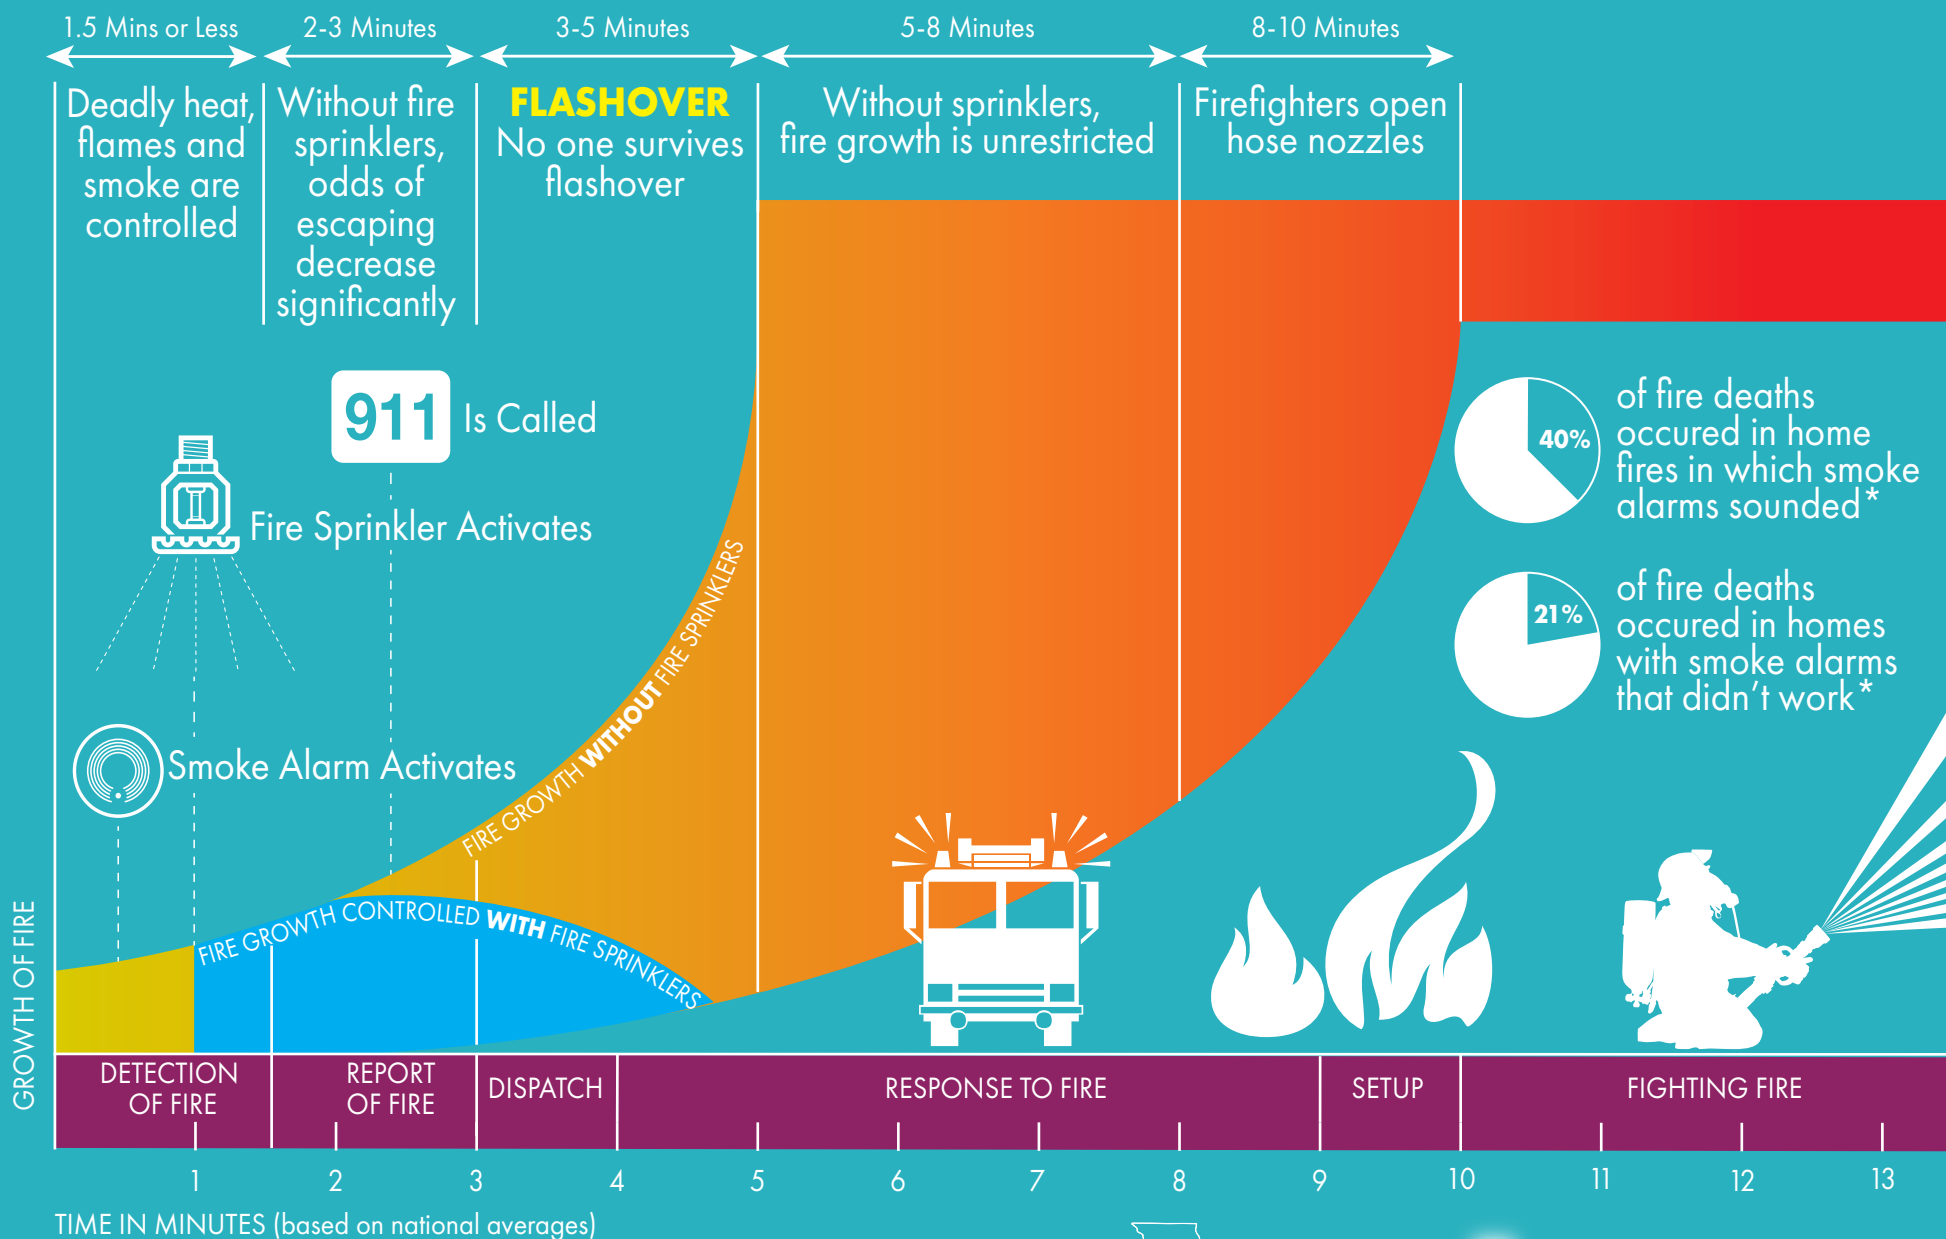 1.5 Mins or Less
2-3 Minutes
3-5 Minutes
5-8 Minutes
8-10 Minutes
Deadly heat,
flames and
smoke are
controlled
Without fire
sprinklers,
odds of
escaping
decrease
significantly
FLASHOVER
No one survives
flashover
Without sprinklers,
fire growth is unrestricted
Firefighters open
hose nozzles
911 Is Called
Fire Sprinkler Activates
Smoke Alarm Activates
FIRE GROWTH WITHOUT FIRE SPRINKLERS
FIRE GROWTH CONTROLLED WITH FIRE SPRINKLERS
40%
of fire deaths
occured in home
fires in which smoke
alarms sounded*
21%
of fire deaths
occured in homes
with smoke alarms
that didn't work*
GROWTH OF FIRE
DETECTION
OF FIRE
REPORT
OF FIRE
DISPATCH
RESPONSE TO FIRE
SETUP
FIGHTING FIRE
1 2 3 4 5 6 7 8 9 10 11 12 13
TIME IN MINUTES (based on national averages)